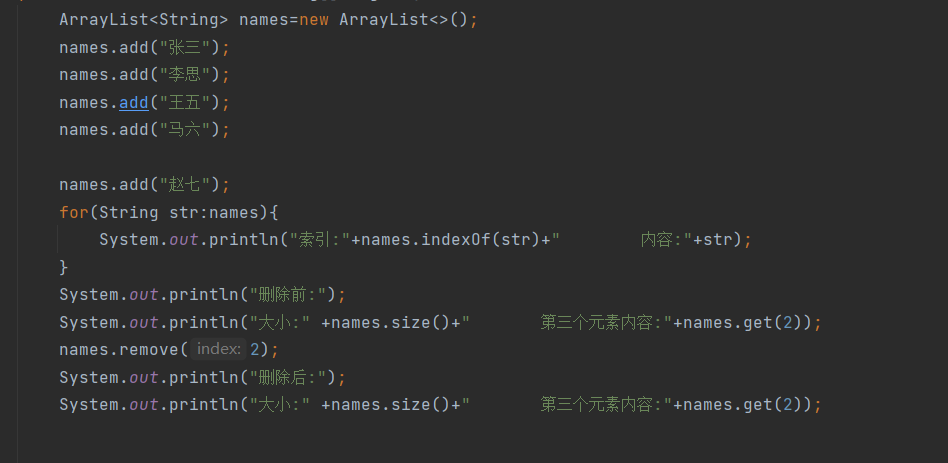 ArrayList<String> names=new ArrayList<>();
names.add("张三");
names.add("李思");
names.add("王五");
names.add("马六");
names.add("赵七");
for(String str:names){
System.out.println("索引:"+names.indexOf(str)+"        内容:"+str);
}
System.out.println("删除前:");
System.out.println("大小:" +names.size()+"       第三个元素内容:"+names.get(2));
names.remove( index: 2);
System.out.println("删除后:");
System.out.println("大小:" +names.size()+"       第三个元素内容:"+names.get(2));